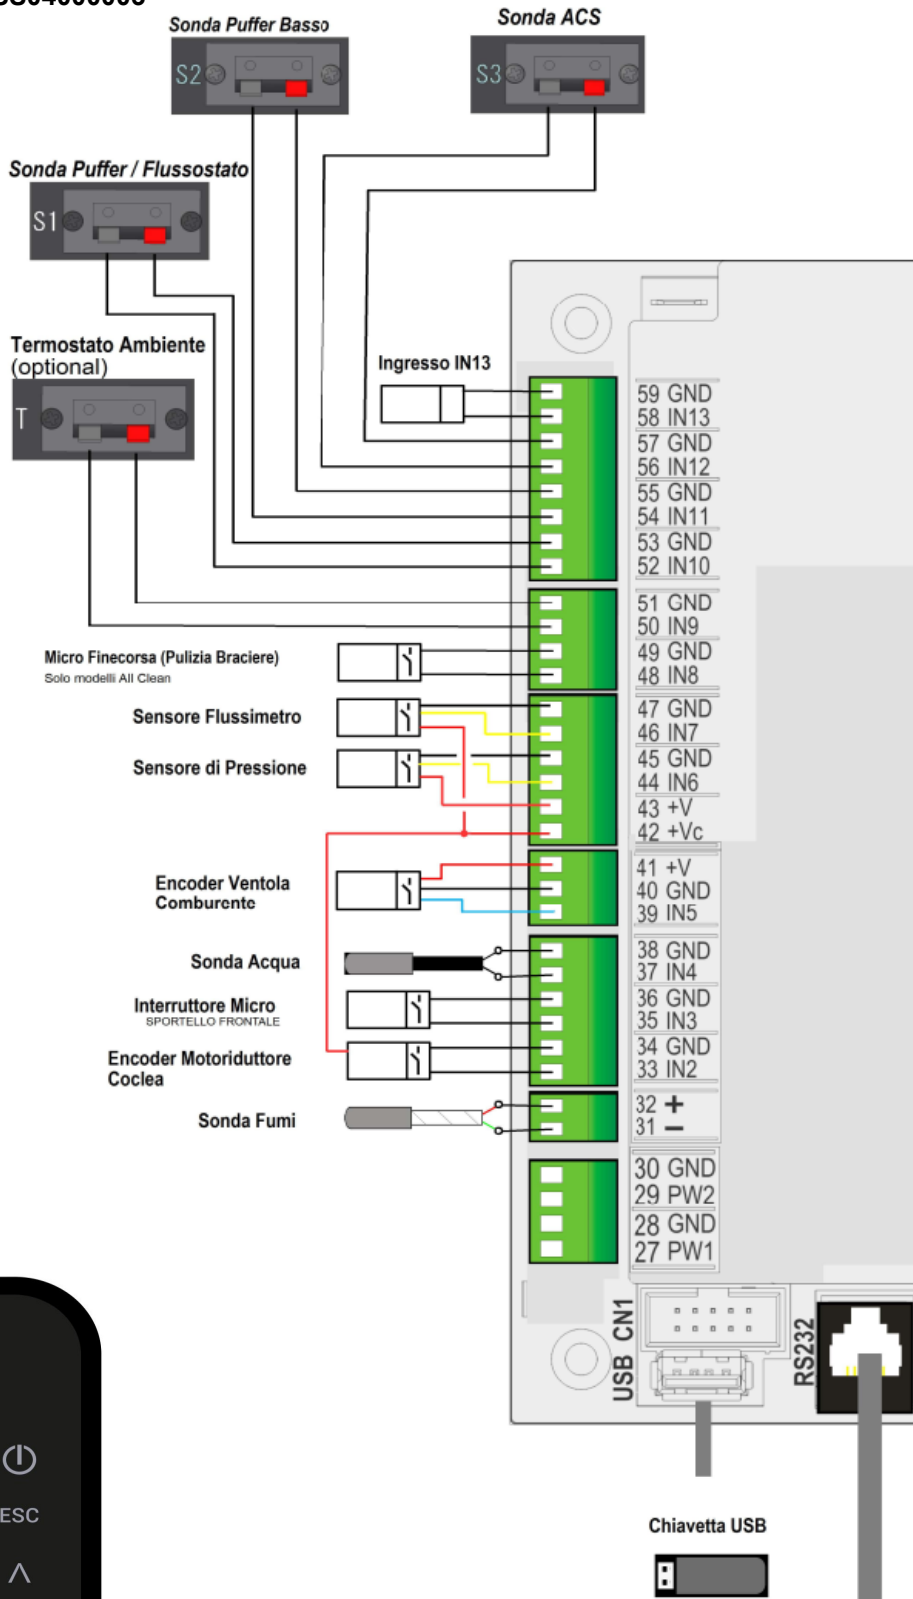 Sonda Puffer Basso
S2
Sonda ACS
S3
Sonda Puffer / Flussostato
S1
Termostato Ambiente
(optional)
T
Ingresso IN13
59 GND
58 IN13
57 GND
56 IN12
55 GND
54 IN11
53 GND
52 IN10
51 GND
50 IN9
49 GND
48 IN8
Micro Finecorsa (Pulizia Braciere)
Solo modelli All Clean
47 GND
46 IN7
45 GND
44 IN6
43 +V
42 +Vc
Sensore Flussimetro
Sensore di Pressione
41 +V
40 GND
39 IN5
Encoder Ventola
Comburente
38 GND
37 IN4
36 GND
35 IN3
34 GND
33 IN2
Sonda Acqua
Interruttore Micro
SPORTELLO FRONTALE
Encoder Motoriduttore
Coclea
32 +
31 −
Sonda Fumi
30 GND
29 PW2
28 GND
27 PW1
USB CN1
RS232
ESC
Chiavetta USB